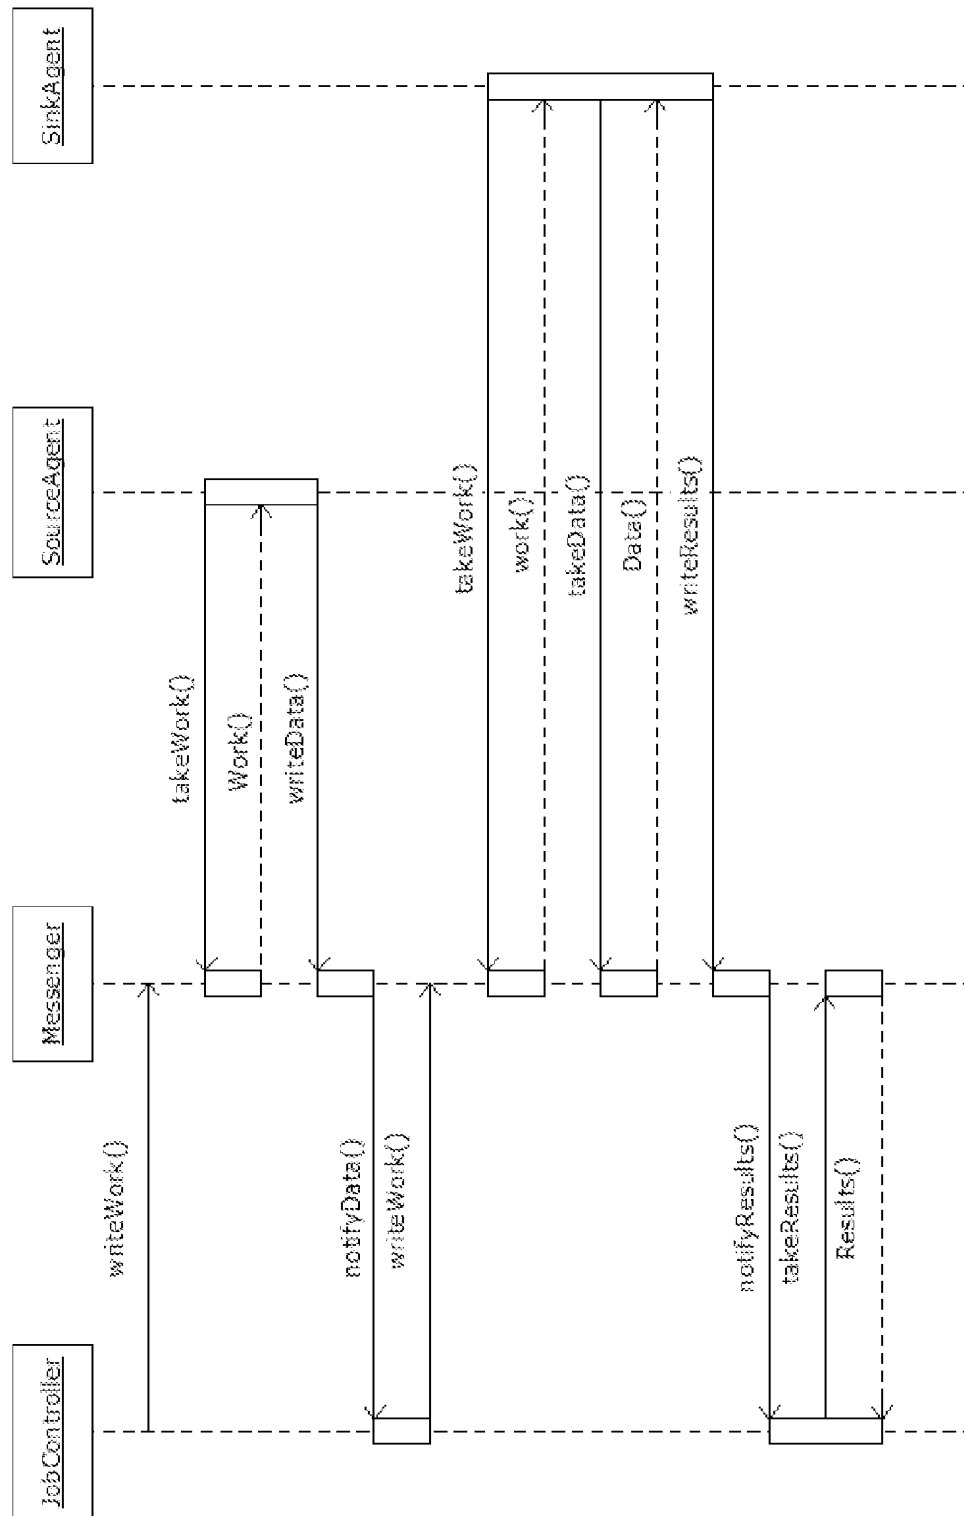 JobController
Messenger
SourceAgent
SinkAgent
writeWork()
takeWork()
Work()
writeData()
notifyData()
writeWork()
takeWork()
work()
takeData()
Data()
writeResults()
notifyResults()
takeResults()
Results()